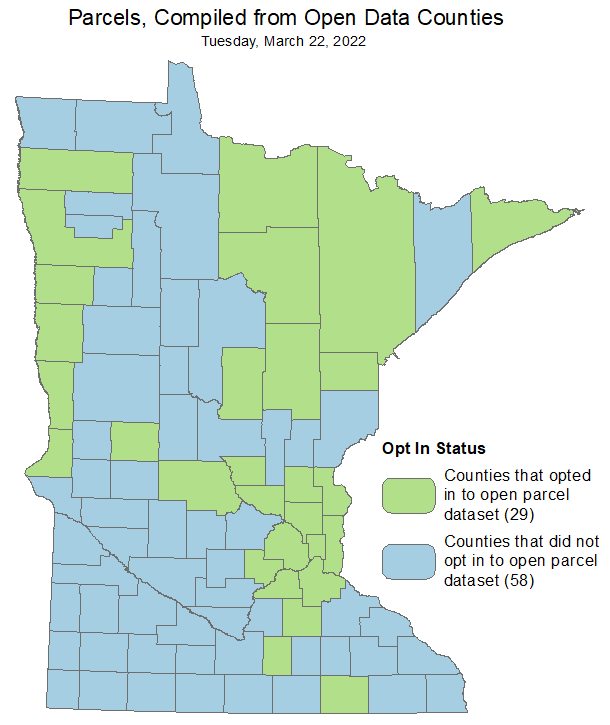 Parcels, Compiled from Open Data Counties
Tuesday, March 22, 2022
Opt In Status
Counties that opted
in to open parcel
dataset (29)
Counties that did not
opt in to open parcel
dataset (58)